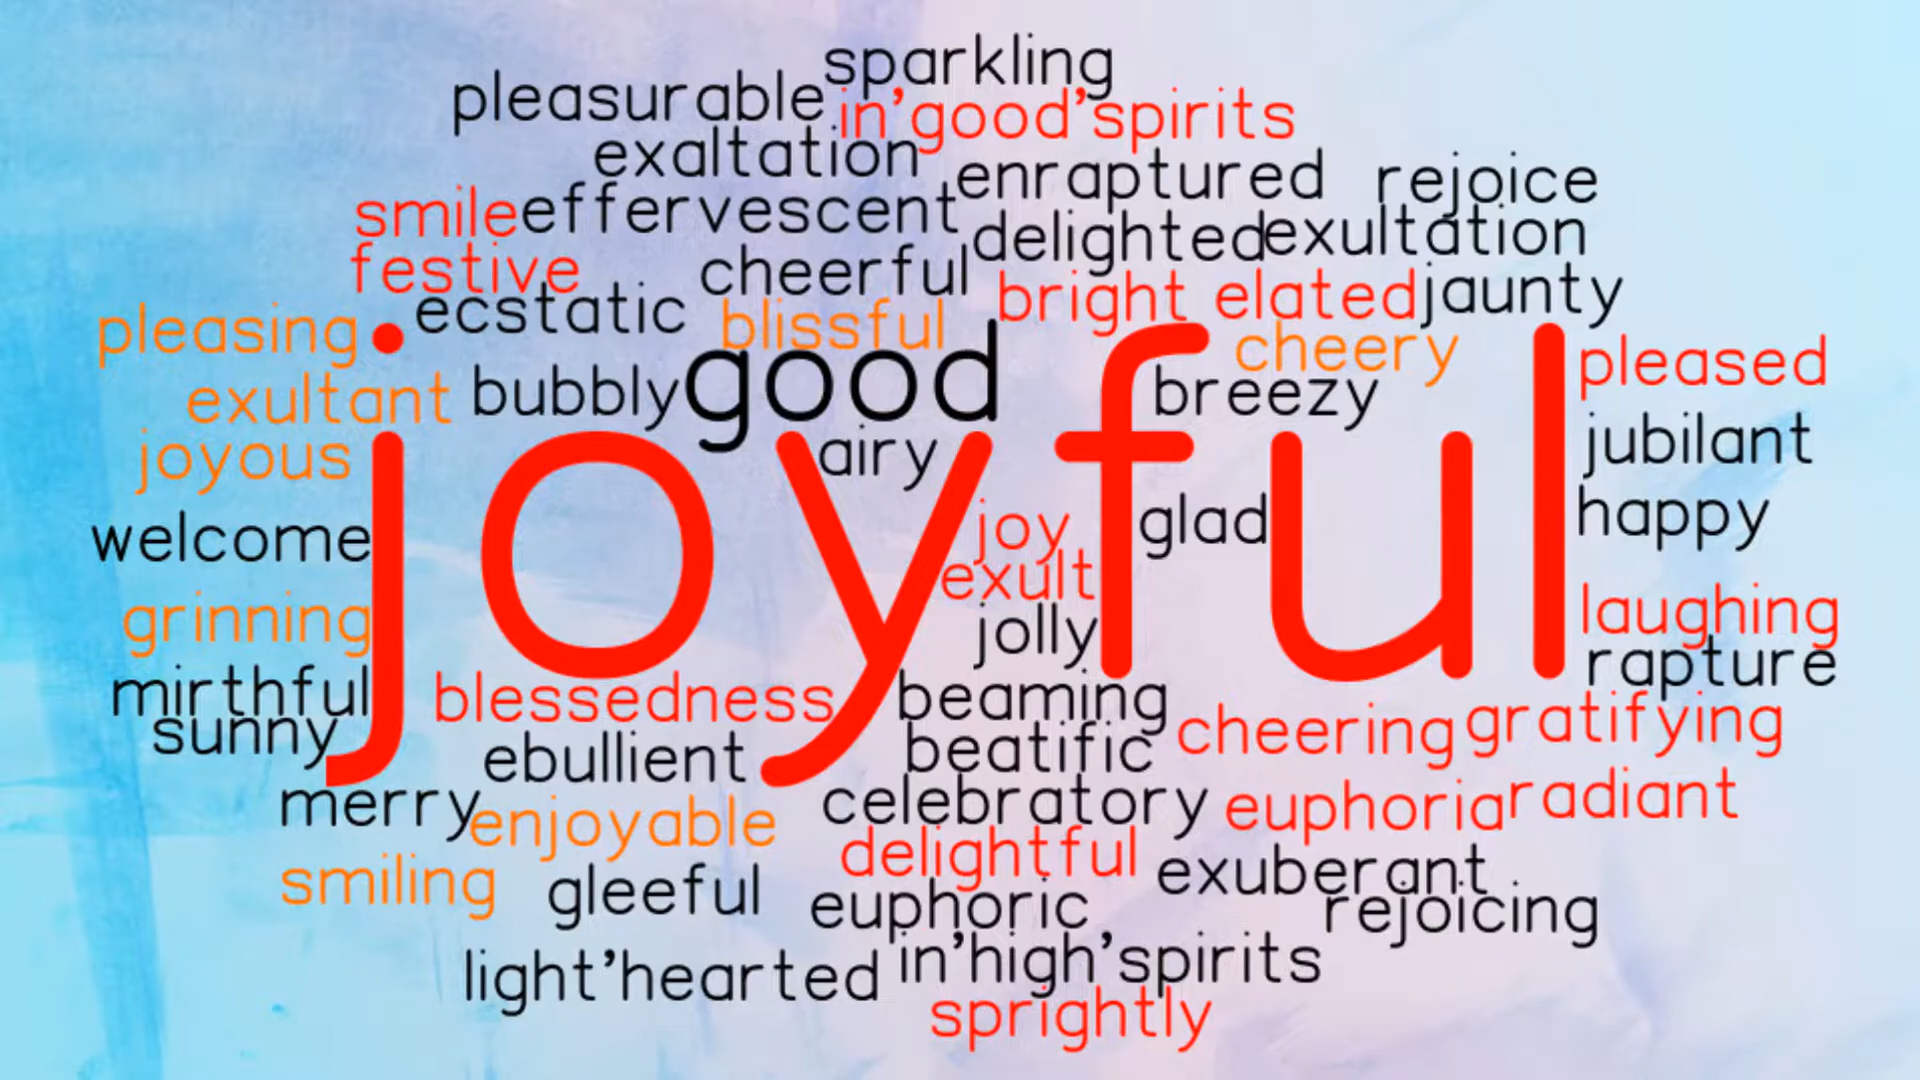 sparkling
pleasurable
in'good'spirits
exaltation
enraptured
rejoice
smile
effervescent
delighted
exultation
festive
cheerful
bright
elated
jaunty
ecstatic
blissful
pleasing
cheery
pleased
exultant
bubbly
good
breezy
joyous
airy
jubilant
joyful
welcome
joy
glad
happy
exult
grinning
jolly
laughing
rapture
mirthful
blessedness
beaming
sunny
cheering
gratifying
ebullient
beatific
merry
celebratory
euphoria
radiant
enjoyable
delightful
smiling
gleeful
exuberant
euphoric
rejoicing
light'hearted
in'high'spirits
sprightly